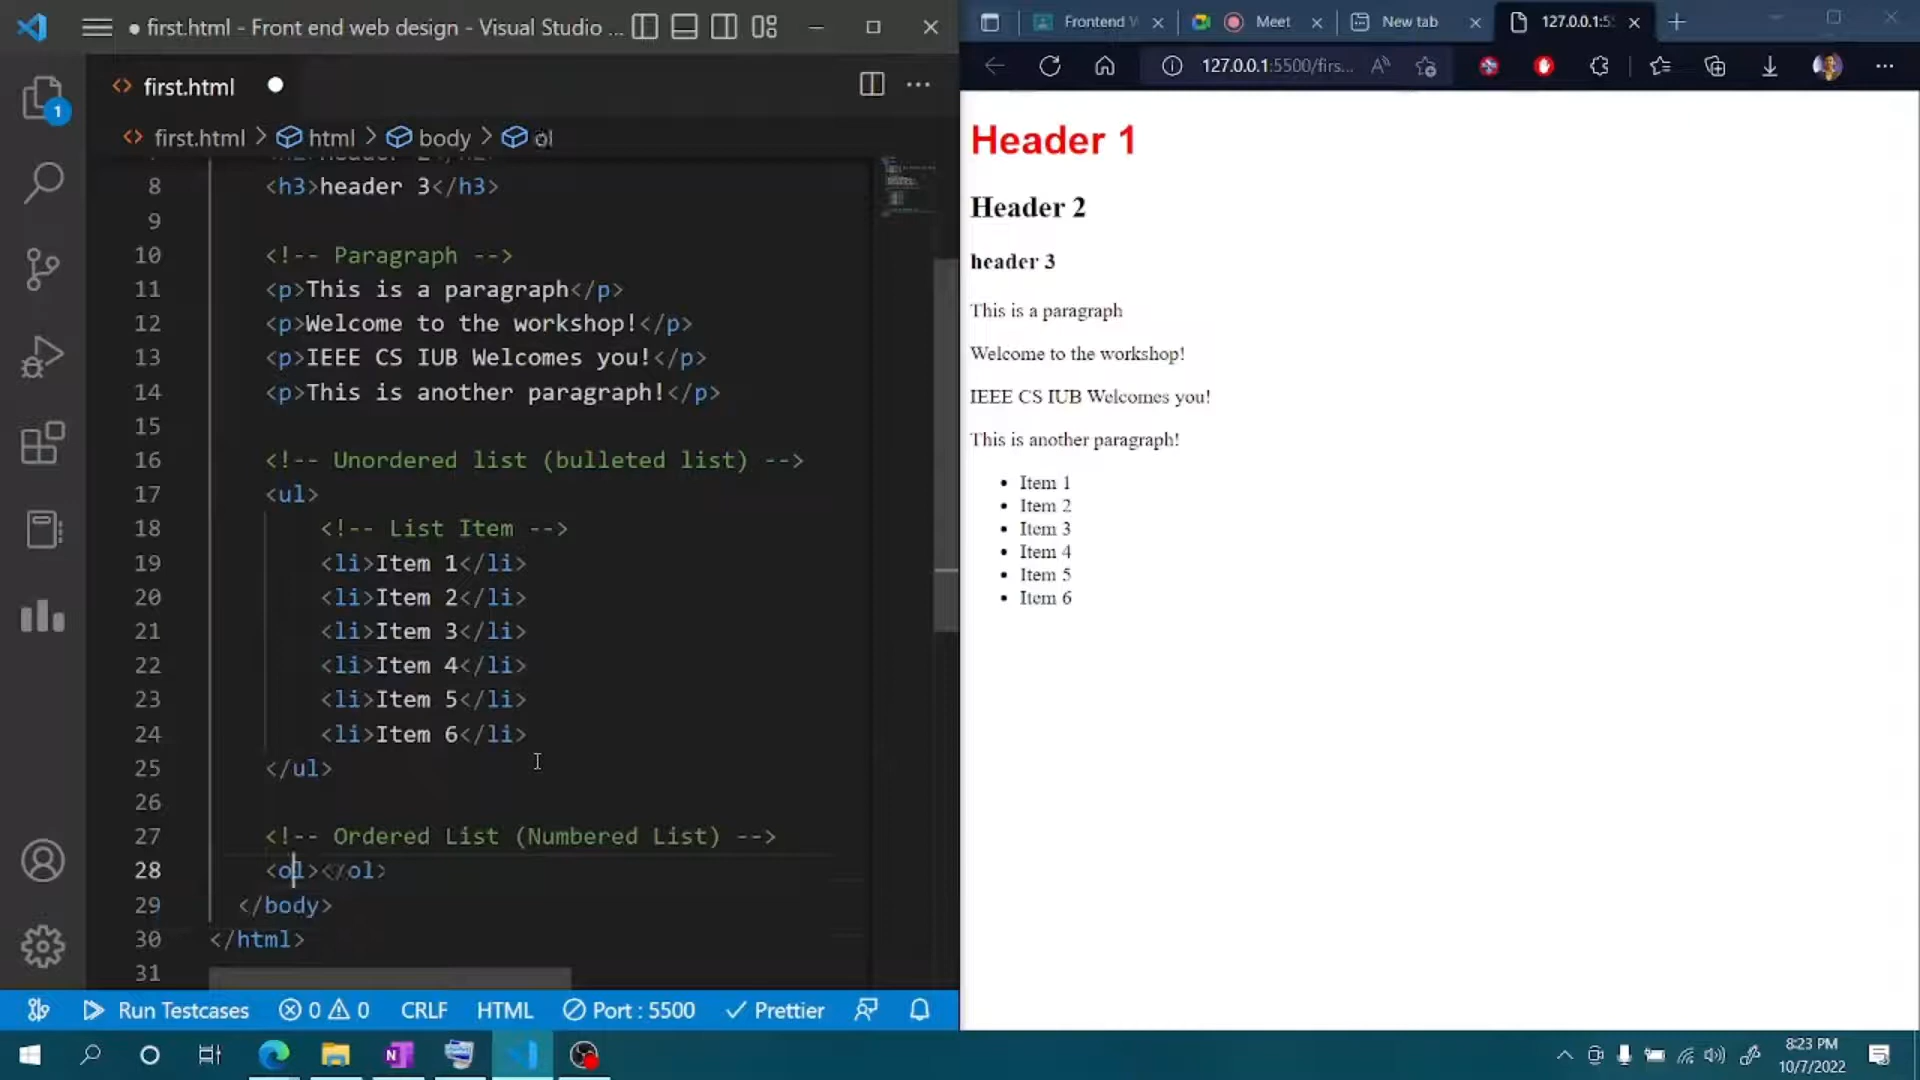 ● first.html - Front end web design - Visual Studio ...
first.html
first.html > html > body > ol
8 <h3>header 3</h3>
9
10 <!-- Paragraph -->
11 <p>This is a paragraph</p>
12 <p>Welcome to the workshop!</p>
13 <p>IEEE CS IUB Welcomes you!</p>
14 <p>This is another paragraph!</p>
15
16 <!-- Unordered list (bulleted list) -->
17 <ul>
18 <!-- List Item -->
19 <li>Item 1</li>
20 <li>Item 2</li>
21 <li>Item 3</li>
22 <li>Item 4</li>
23 <li>Item 5</li>
24 <li>Item 6</li>
25 </ul>
26
27 <!-- Ordered List (Numbered List) -->
28 <ol></ol>
29 </body>
30 </html>
31
1
Run Testcases 0 0 CRLF HTML Port : 5500 Prettier
Frontend Meet New tab 127.0.0.1:5
127.0.0.1:5500/firs...
Header 1
Header 2
header 3
This is a paragraph
Welcome to the workshop!
IEEE CS IUB Welcomes you!
This is another paragraph!
• Item 1
• Item 2
• Item 3
• Item 4
• Item 5
• Item 6
8:23 PM
10/7/2022